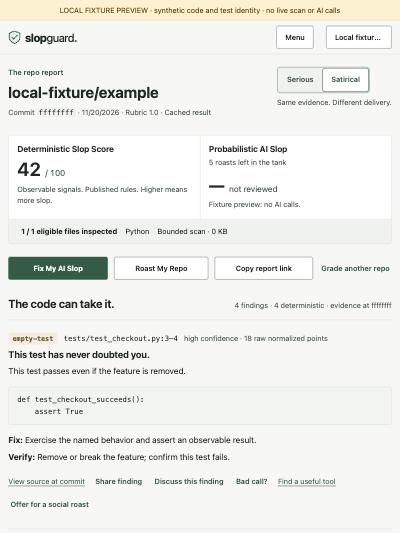 LOCAL FIXTURE PREVIEW · synthetic code and test identity · no live scan or AI calls
slopguard.
Menu
Local fixtur...
The repo report
local-fixture/example
Commit ffffffff · 11/20/2026 · Rubric 1.0 · Cached result
Serious
Satirical
Same evidence. Different delivery.
Deterministic Slop Score
42 / 100
Observable signals. Published rules. Higher means
more slop.
Probabilistic AI Slop
5 roasts left in the tank
— not reviewed
Fixture preview: no AI calls.
1 / 1 eligible files inspected Python Bounded scan · 0 KB
Fix My AI Slop
Roast My Repo
Copy report link
Grade another repo
The code can take it.
4 findings · 4 deterministic · evidence at ffffffff
empty-test tests/test_checkout.py:3–4 high confidence · 18 raw normalized points
This test has never doubted you.
This test passes even if the feature is removed.
def test_checkout_succeeds():
    assert True
Fix: Exercise the named behavior and assert an observable result.
Verify: Remove or break the feature; confirm this test fails.
View source at commit Share finding Discuss this finding Bad call? Find a useful tool
Offer for a social roast